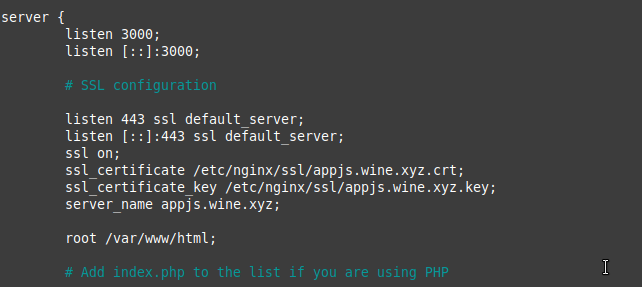 server {
listen 3000;
listen [::]:3000;
# SSL configuration
listen 443 ssl default_server;
listen [::]:443 ssl default_server;
ssl on;
ssl_certificate /etc/nginx/ssl/appjs.wine.xyz.crt;
ssl_certificate_key /etc/nginx/ssl/appjs.wine.xyz.key;
server_name appjs.wine.xyz;
root /var/www/html;
# Add index.php to the list if you are using PHP